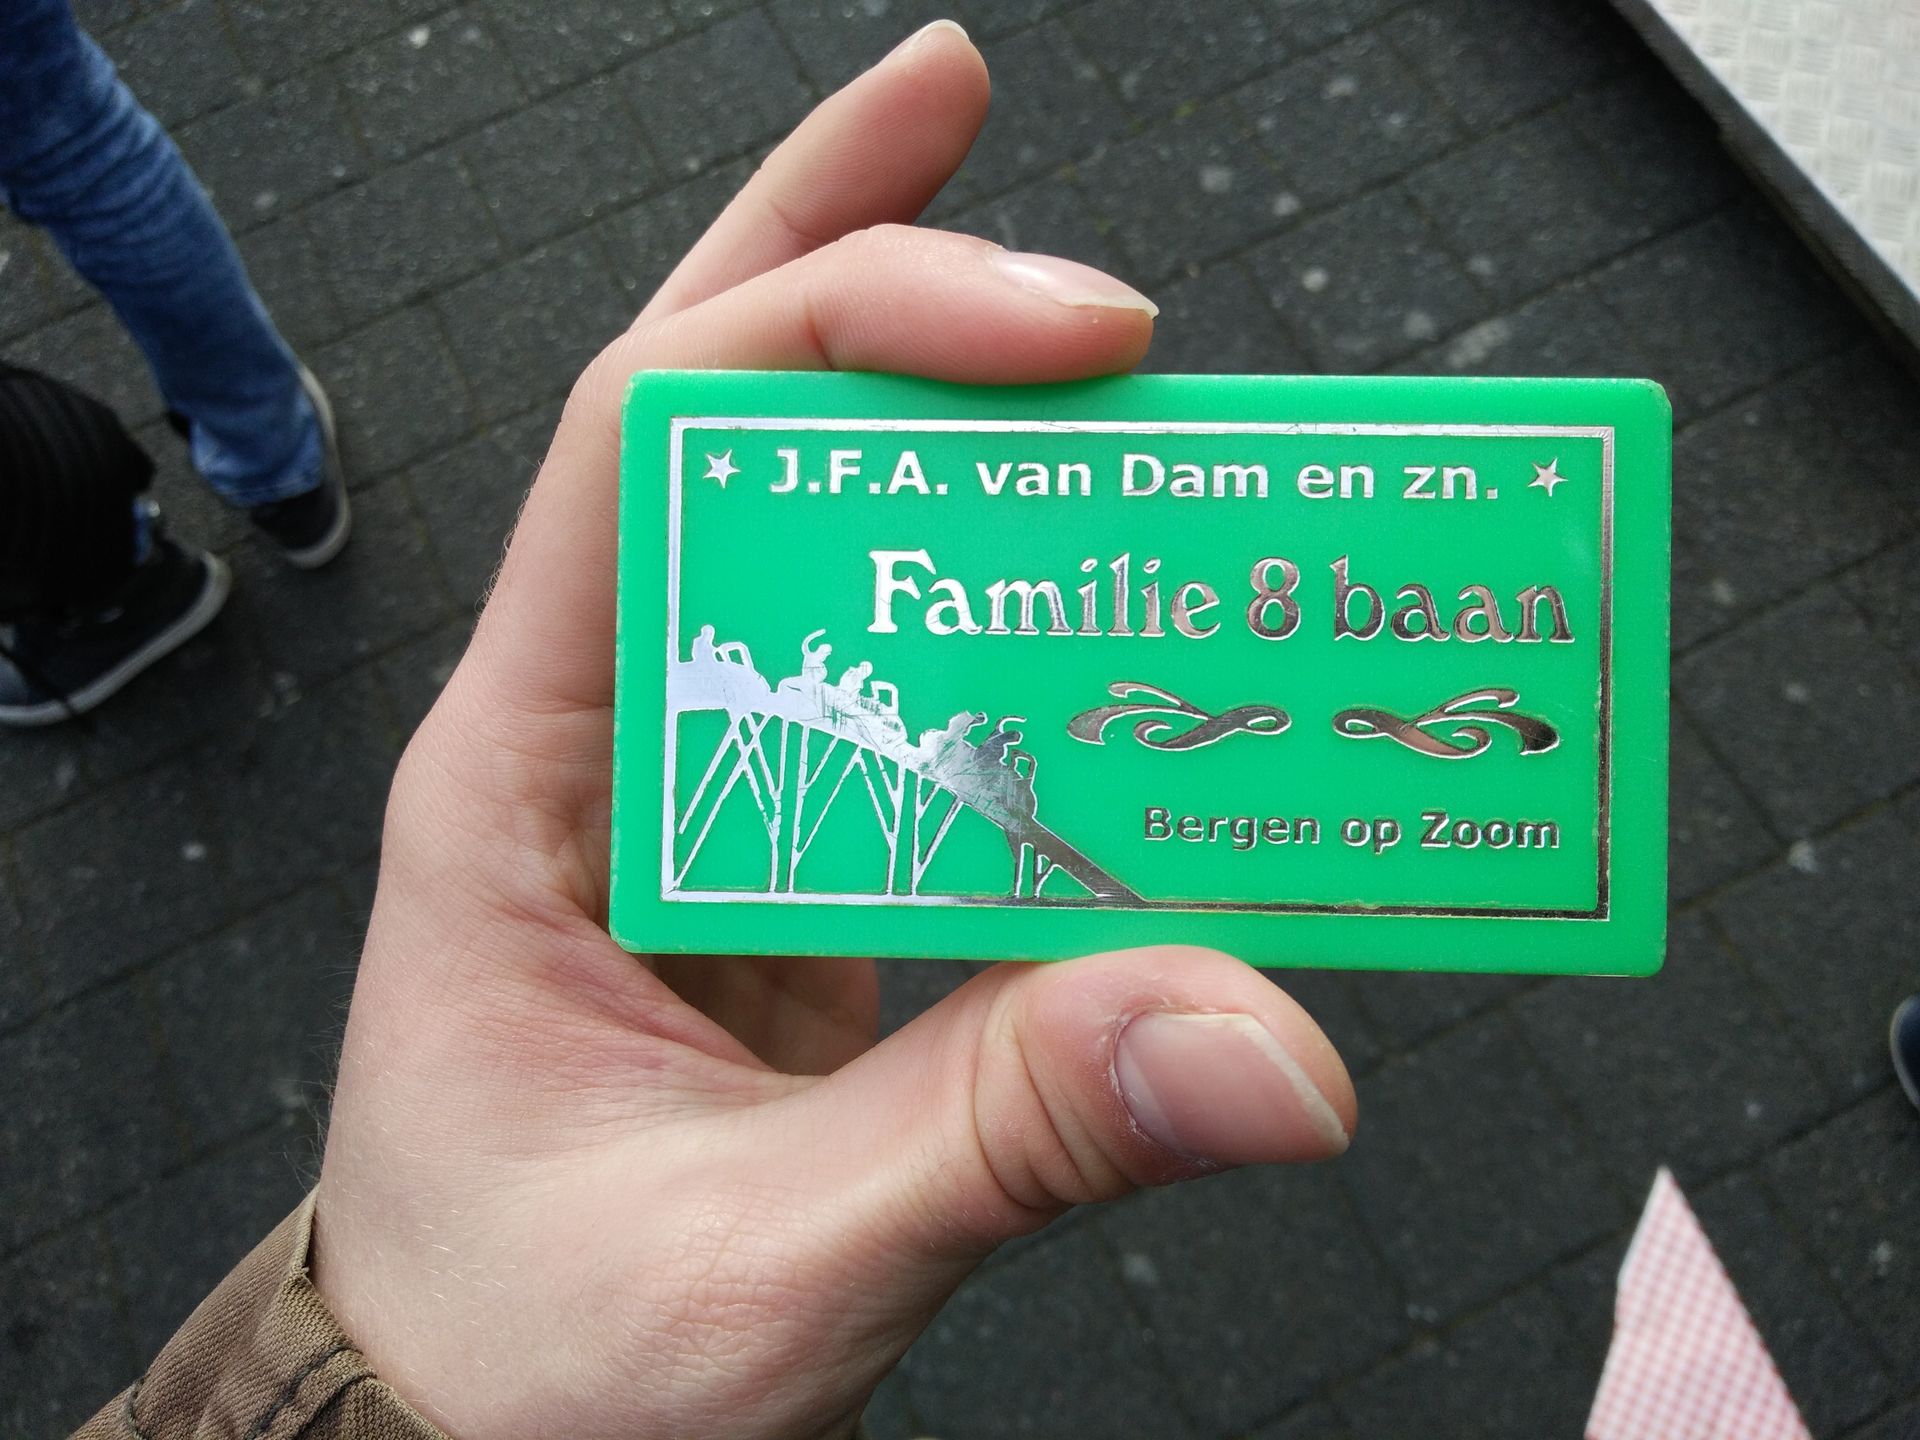 J.F.A. van Dam en zn.
Familie 8 baan
Bergen op Zoom